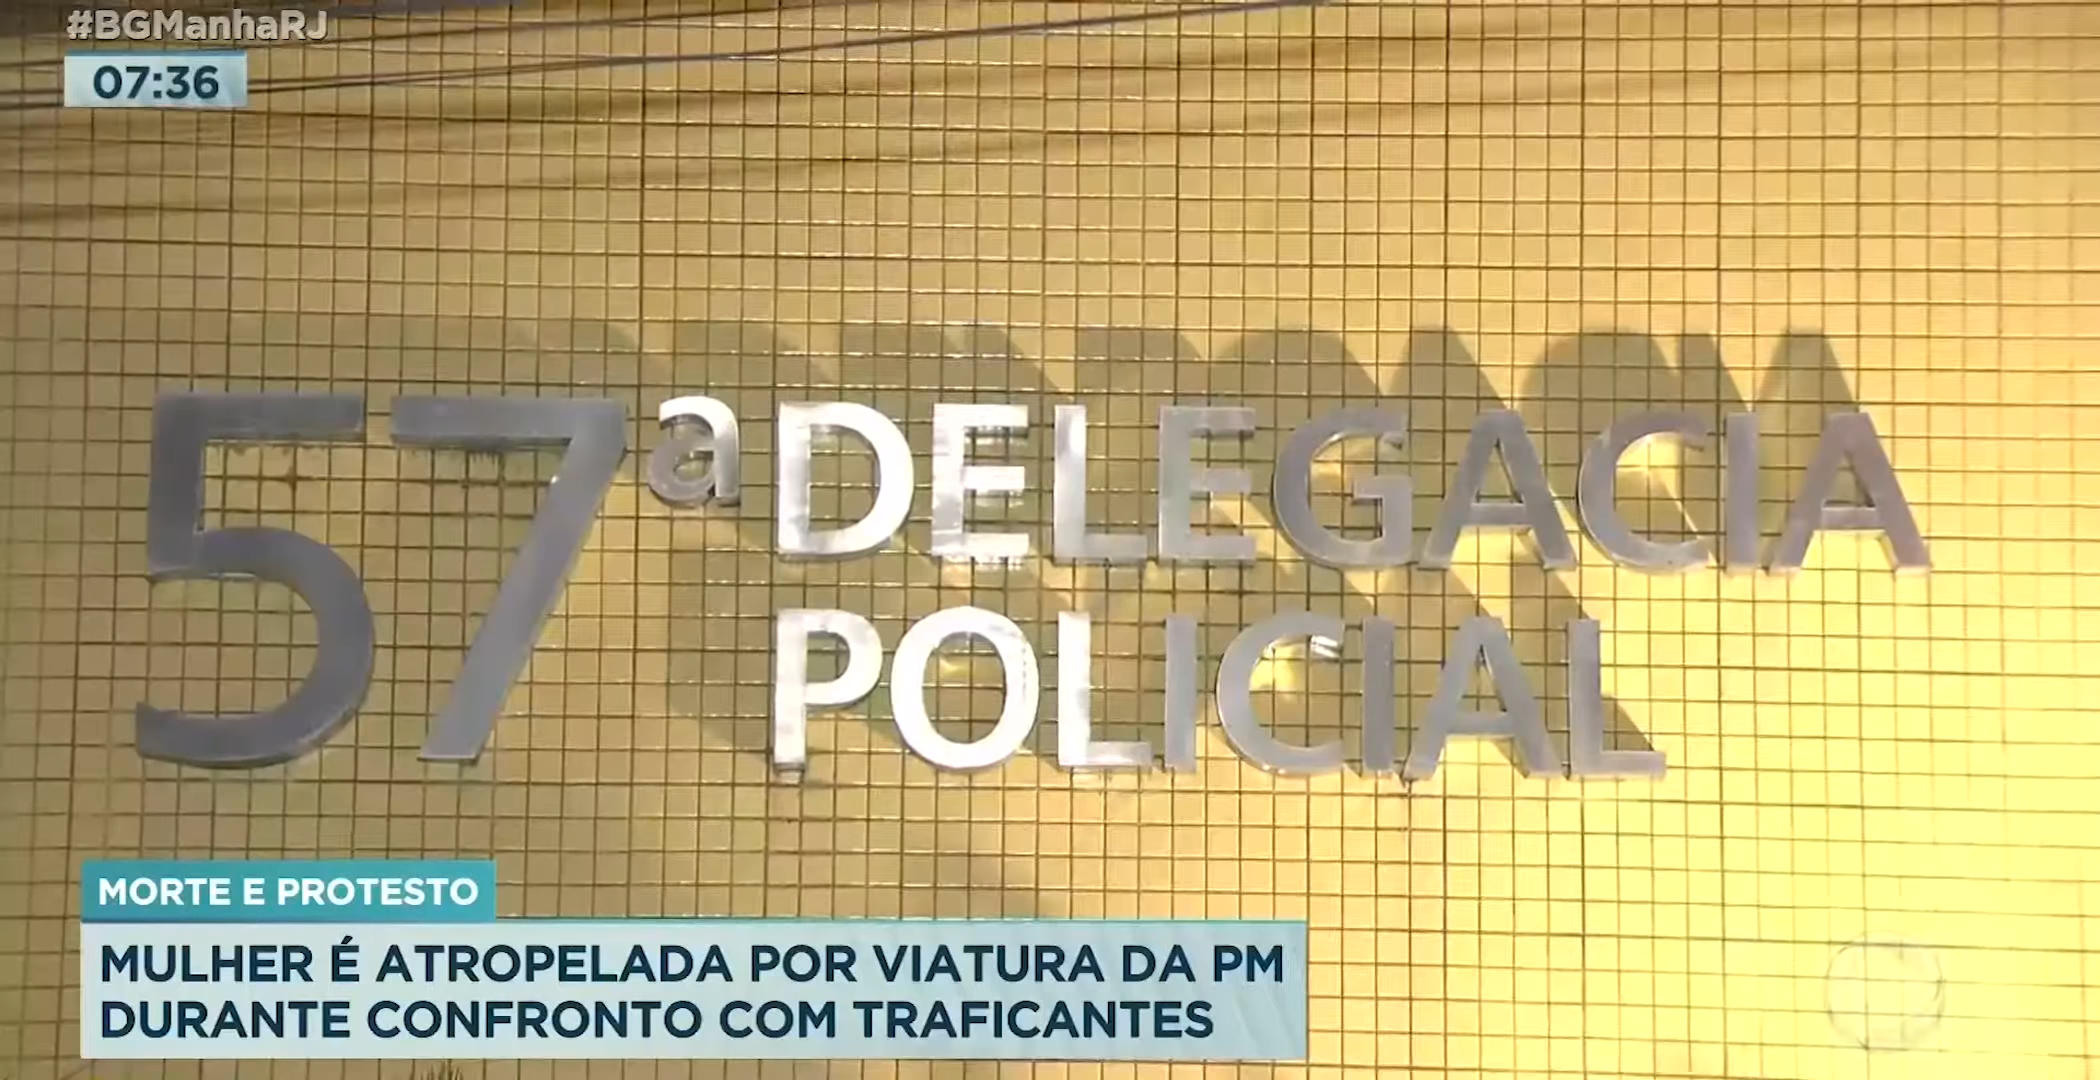 #BGManhaRJ
07:36
57ª DELEGACIA
POLICIAL
MORTE E PROTESTO
MULHER É ATROPELADA POR VIATURA DA PM
DURANTE CONFRONTO COM TRAFICANTES